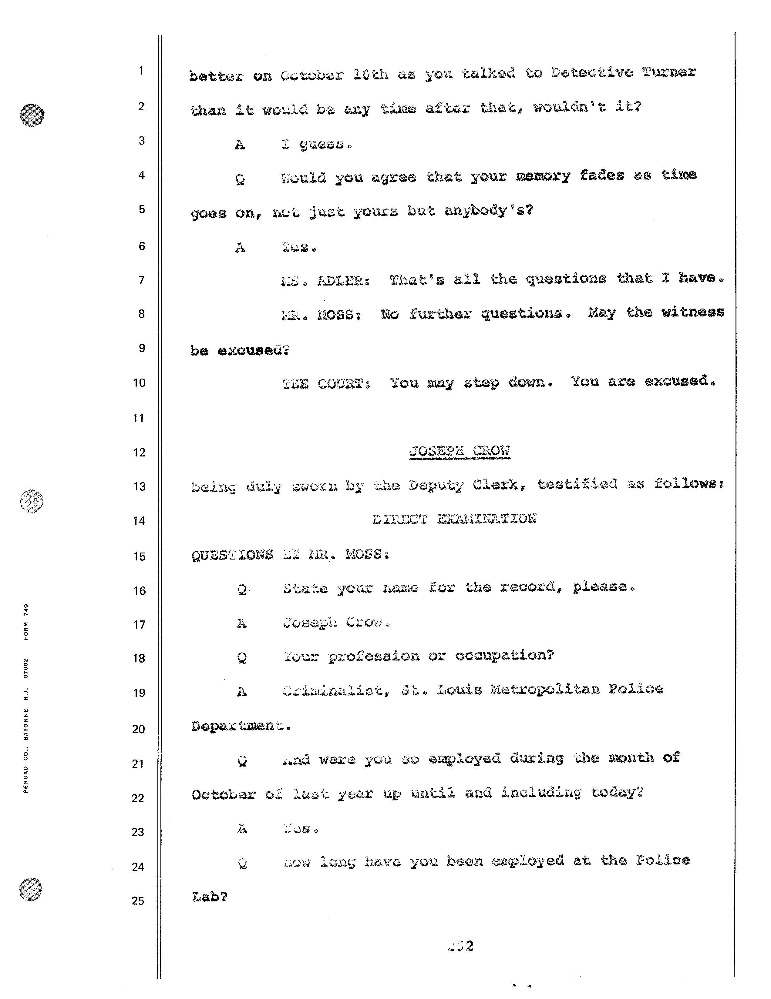 1 better on October 10th as you talked to Detective Turner
2 than it would be any time after that, wouldn't it?
3 A I guess.
4 Q Would you agree that your memory fades as time
5 goes on, not just yours but anybody's?
6 A Yes.
7 MS. ADLER: That's all the questions that I have.
8 MR. MOSS: No further questions. May the witness
9 be excused?
10 THE COURT: You may step down. You are excused.
11
12 JOSEPH CROW
13 being duly sworn by the Deputy Clerk, testified as follows:
14 DIRECT EXAMINATION
15 QUESTIONS BY MR. MOSS:
16 Q State your name for the record, please.
17 A Joseph Crow.
18 Q Your profession or occupation?
19 A Criminalist, St. Louis Metropolitan Police
20 Department.
21 Q And were you so employed during the month of
22 October of last year up until and including today?
23 A Yes.
24 Q How long have you been employed at the Police
25 Lab?
PENGAD CO., BAYONNE, N.J. 07002 FORM 740